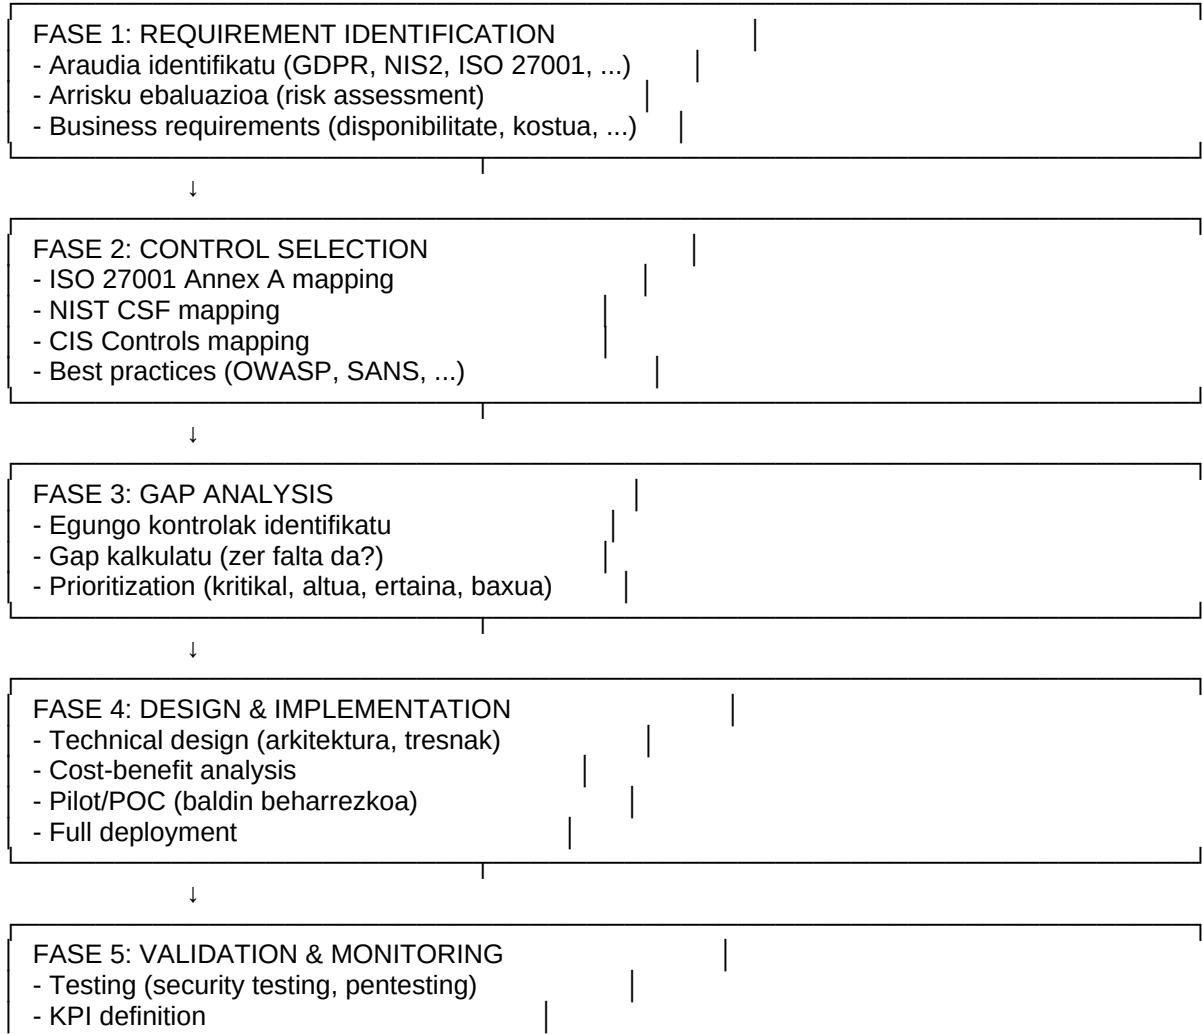 FASE 1: REQUIREMENT IDENTIFICATION
- Araudia identifikatu (GDPR, NIS2, ISO 27001, ...)
- Arrisku ebaluazioa (risk assessment)
- Business requirements (disponibilitate, kostua, ...)
↓
FASE 2: CONTROL SELECTION
- ISO 27001 Annex A mapping
- NIST CSF mapping
- CIS Controls mapping
- Best practices (OWASP, SANS, ...)
↓
FASE 3: GAP ANALYSIS
- Egungo kontrolak identifikatu
- Gap kalkulatu (zer falta da?)
- Prioritization (kritikal, altua, ertaina, baxua)
↓
FASE 4: DESIGN & IMPLEMENTATION
- Technical design (arkitektura, tresnak)
- Cost-benefit analysis
- Pilot/POC (baldin beharrezkoa)
- Full deployment
↓
FASE 5: VALIDATION & MONITORING
- Testing (security testing, pentesting)
- KPI definition